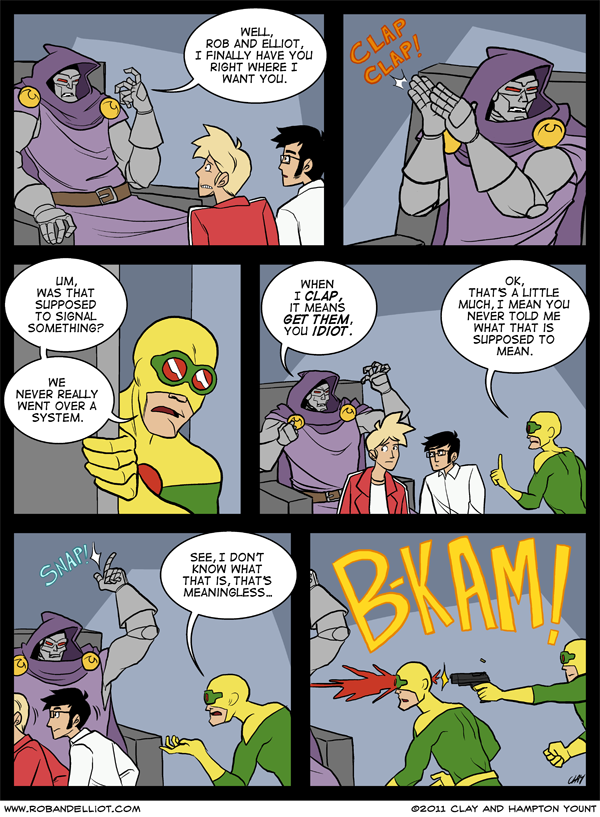 WELL,
ROB AND ELLIOT,
I FINALLY HAVE YOU
RIGHT WHERE I
WANT YOU.
CLAP
CLAP!
UM,
WAS THAT
SUPPOSED
TO SIGNAL
SOMETHING?
WE
NEVER REALLY
WENT OVER A
SYSTEM.
WHEN
I CLAP,
IT MEANS
GET THEM,
YOU IDIOT.
OK,
THAT'S A LITTLE
MUCH, I MEAN YOU
NEVER TOLD ME
WHAT THAT IS
SUPPOSED TO
MEAN.
SNAP!
SEE, I DON'T
KNOW WHAT
THAT IS, THAT'S
MEANINGLESS...
B-KAM!
CLAY
WWW.ROBANDELLIOT.COM
©2011 CLAY AND HAMPTON YOUNT